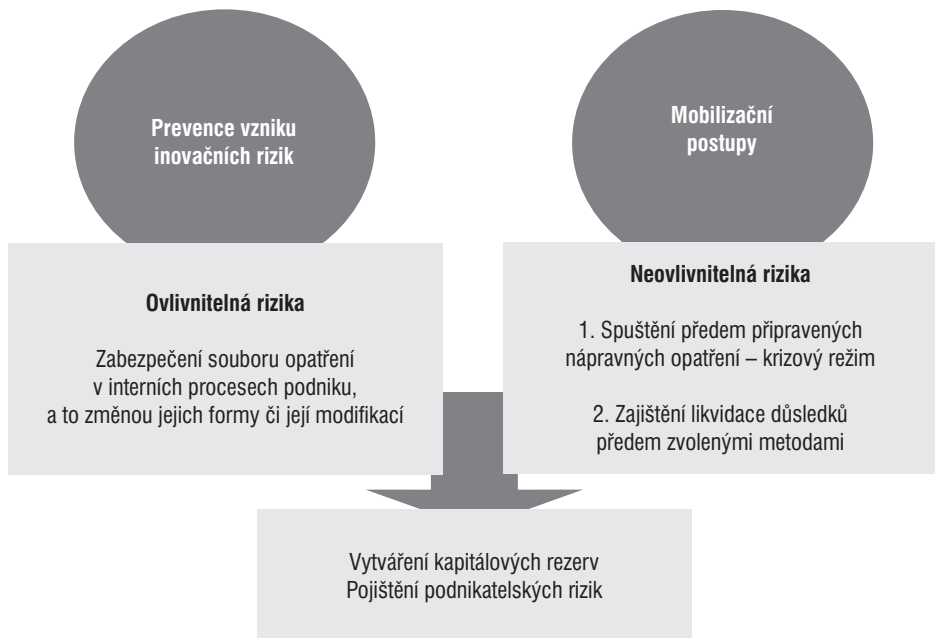 Prevence vzniku
inovačních rizik
Ovlivnitelná rizika
Zabezpečení souboru opatření
v interních procesech podniku,
a to změnou jejich formy či její modifikací
Mobilizační
postupy
Neovlivnitelná rizika
1. Spuštění předem připravených
nápravných opatření – krizový režim
2. Zajištění likvidace důsledků
předem zvolenými metodami
Vytváření kapitálových rezerv
Pojištění podnikatelských rizik